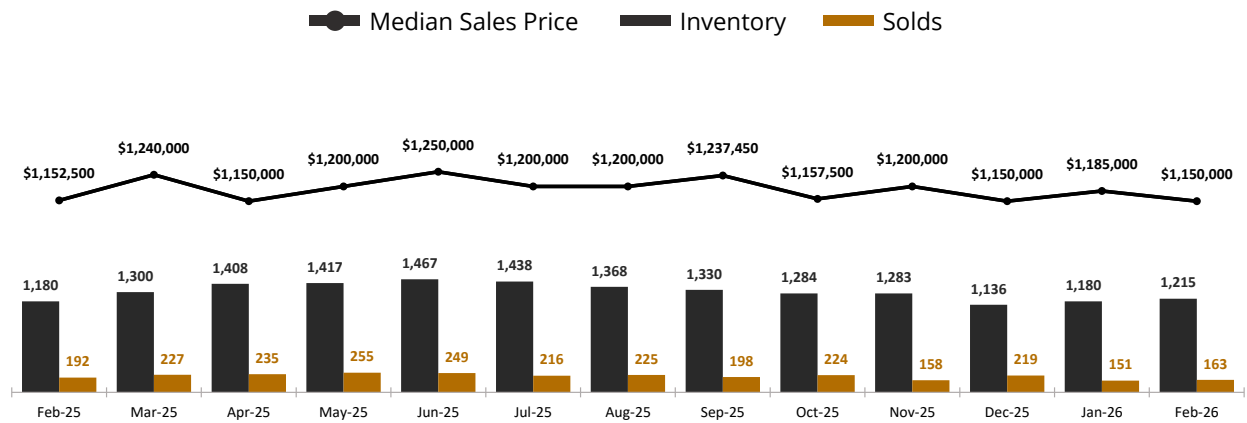 Median Sales Price Inventory Solds
$1,152,500 $1,240,000 $1,150,000 $1,200,000 $1,250,000 $1,200,000 $1,200,000 $1,237,450 $1,157,500 $1,200,000 $1,150,000 $1,185,000 $1,150,000
1,180 1,300 1,408 1,417 1,467 1,438 1,368 1,330 1,284 1,283 1,136 1,180 1,215
192 227 235 255 249 216 225 198 224 158 219 151 163
Feb-25 Mar-25 Apr-25 May-25 Jun-25 Jul-25 Aug-25 Sep-25 Oct-25 Nov-25 Dec-25 Jan-26 Feb-26